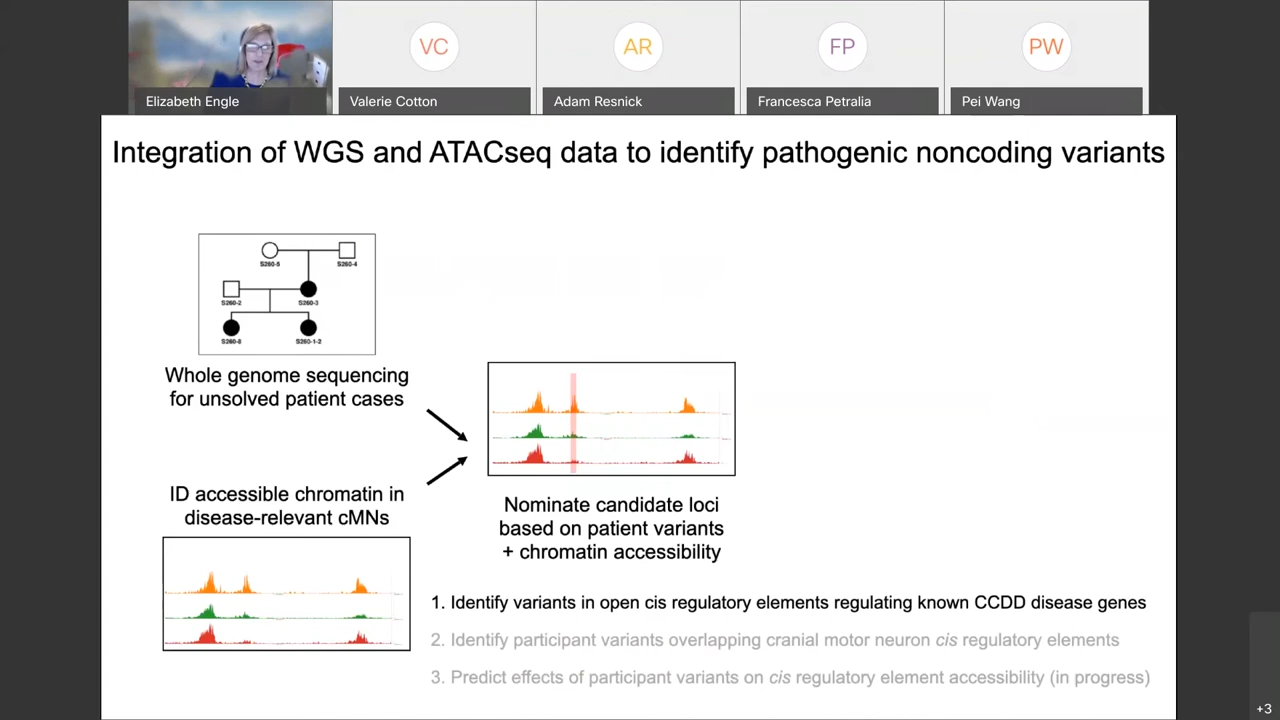 VC
AR
FP
PW
Elizabeth Engle
Valerie Cotton
Adam Resnick
Francesca Petralia
Pei Wang
Integration of WGS and ATACseq data to identify pathogenic noncoding variants
S260-5
S260-4
S260-2
S260-3
S260-6
S260-1-2
Whole genome sequencing
for unsolved patient cases
ID accessible chromatin in
disease-relevant cMNs
Nominate candidate loci
based on patient variants
+ chromatin accessibility
1. Identify variants in open cis regulatory elements regulating known CCDD disease genes
2. Identify participant variants overlapping cranial motor neuron cis regulatory elements
3. Predict effects of participant variants on cis regulatory element accessibility (in progress)
+3